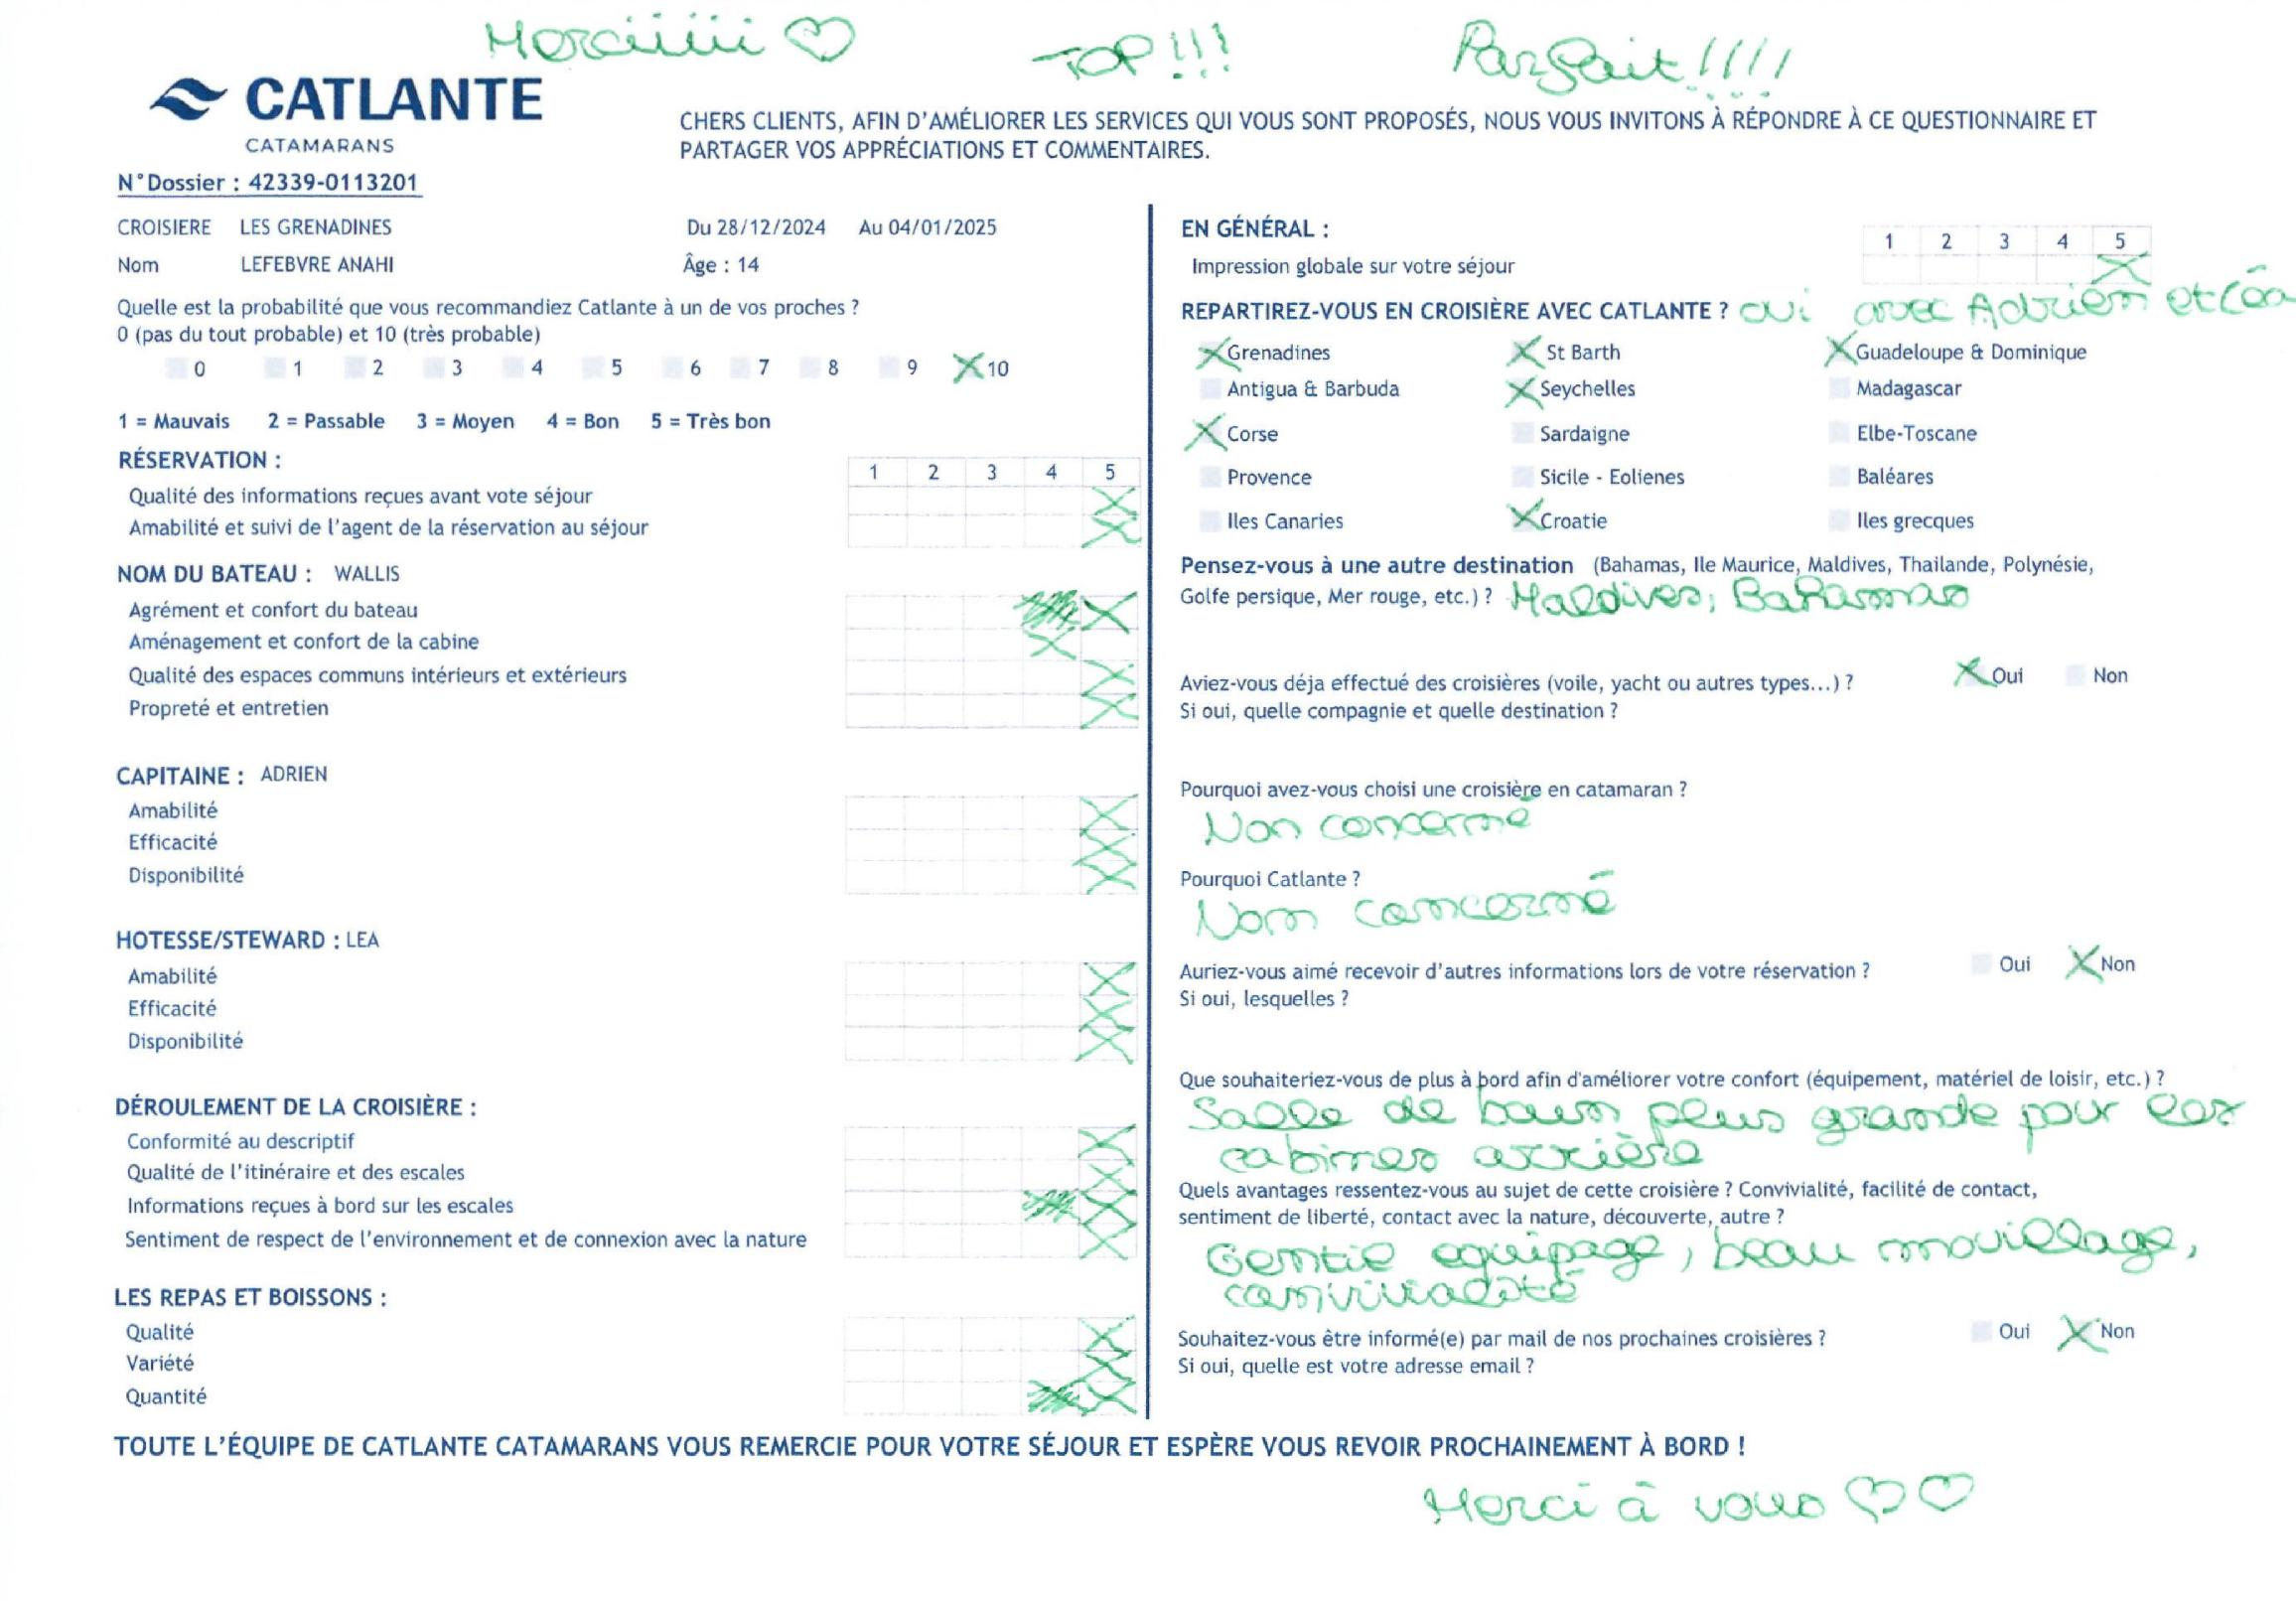 Merciiiii ♡ TOP !!! Parfait !!!!
CATLANTE
CATAMARANS
CHERS CLIENTS, AFIN D'AMÉLIORER LES SERVICES QUI VOUS SONT PROPOSÉS, NOUS VOUS INVITONS À RÉPONDRE À CE QUESTIONNAIRE ET
PARTAGER VOS APPRÉCIATIONS ET COMMENTAIRES.
N°Dossier : 42339-0113201
CROISIERE LES GRENADINES Du 28/12/2024 Au 04/01/2025
Nom LEFEBVRE ANAHI Âge : 14
Quelle est la probabilité que vous recommandiez Catlante à un de vos proches ?
0 (pas du tout probable) et 10 (très probable)
0 1 2 3 4 5 6 7 8 9 10
1 = Mauvais 2 = Passable 3 = Moyen 4 = Bon 5 = Très bon
RÉSERVATION :
1 2 3 4 5
Qualité des informations reçues avant vote séjour
Amabilité et suivi de l'agent de la réservation au séjour
NOM DU BATEAU : WALLIS
Agrément et confort du bateau
Aménagement et confort de la cabine
Qualité des espaces communs intérieurs et extérieurs
Propreté et entretien
CAPITAINE : ADRIEN
Amabilité
Efficacité
Disponibilité
HOTESSE/STEWARD : LEA
Amabilité
Efficacité
Disponibilité
DÉROULEMENT DE LA CROISIÈRE :
Conformité au descriptif
Qualité de l'itinéraire et des escales
Informations reçues à bord sur les escales
Sentiment de respect de l'environnement et de connexion avec la nature
LES REPAS ET BOISSONS :
Qualité
Variété
Quantité
EN GÉNÉRAL :
1 2 3 4 5
Impression globale sur votre séjour
REPARTIREZ-VOUS EN CROISIÈRE AVEC CATLANTE ? oui avec Adrien et Léa
Grenadines St Barth Guadeloupe & Dominique
Antigua & Barbuda Seychelles Madagascar
Corse Sardaigne Elbe-Toscane
Provence Sicile - Eolienes Baléares
Iles Canaries Croatie Iles grecques
Pensez-vous à une autre destination (Bahamas, Ile Maurice, Maldives, Thailande, Polynésie,
Golfe persique, Mer rouge, etc.) ? Maldives, Bahamas
Aviez-vous déja effectué des croisières (voile, yacht ou autres types...) ? Oui Non
Si oui, quelle compagnie et quelle destination ?
Pourquoi avez-vous choisi une croisière en catamaran ?
Non concerné
Pourquoi Catlante ?
Non concerné
Auriez-vous aimé recevoir d'autres informations lors de votre réservation ? Oui Non
Si oui, lesquelles ?
Que souhaiteriez-vous de plus à bord afin d'améliorer votre confort (équipement, matériel de loisir, etc.) ?
Salle de bain plus grande pour les
cabines arrière
Quels avantages ressentez-vous au sujet de cette croisière ? Convivialité, facilité de contact,
sentiment de liberté, contact avec la nature, découverte, autre ?
Gentil equipage, beau mouillage,
convivialité
Souhaitez-vous être informé(e) par mail de nos prochaines croisières ? Oui Non
Si oui, quelle est votre adresse email ?
TOUTE L'ÉQUIPE DE CATLANTE CATAMARANS VOUS REMERCIE POUR VOTRE SÉJOUR ET ESPÈRE VOUS REVOIR PROCHAINEMENT À BORD !
Merci à vous ♡♡